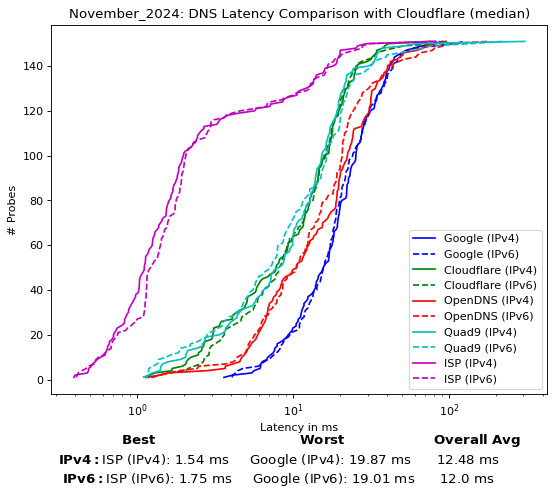 November_2024: DNS Latency Comparison with Cloudflare (median)
140
120
100
80
60
40
20
0
# Probes
Google (IPv4)
Google (IPv6)
Cloudflare (IPv4)
Cloudflare (IPv6)
OpenDNS (IPv4)
OpenDNS (IPv6)
Quad9 (IPv4)
Quad9 (IPv6)
ISP (IPv4)
ISP (IPv6)
10⁰ 10¹ 10²
Latency in ms
Best Worst Overall Avg
IPv4: ISP (IPv4): 1.54 ms Google (IPv4): 19.87 ms 12.48 ms
IPv6: ISP (IPv6): 1.75 ms Google (IPv6): 19.01 ms 12.0 ms